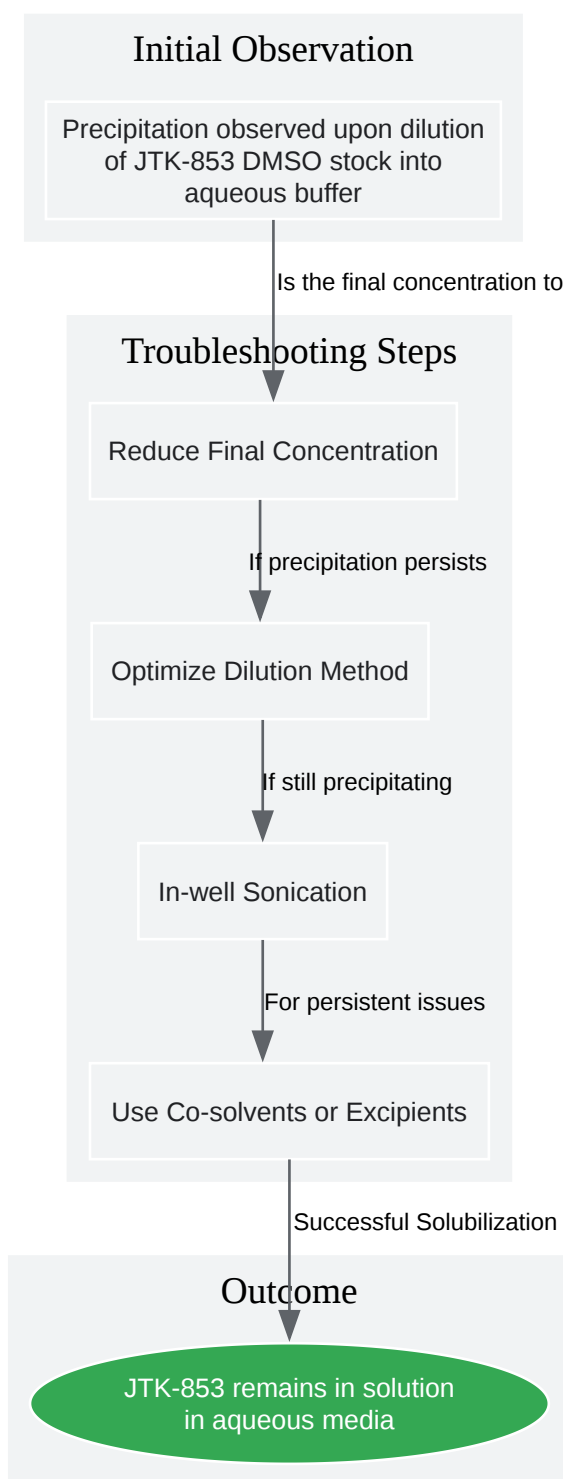 Initial Observation
Precipitation observed upon dilution
of JTK-853 DMSO stock into
aqueous buffer
Is the final concentration to
Troubleshooting Steps
Reduce Final Concentration
If precipitation persists
Optimize Dilution Method
If still precipitating
In-well Sonication
For persistent issues
Use Co-solvents or Excipients
Successful Solubilization
Outcome
JTK-853 remains in solution
in aqueous media